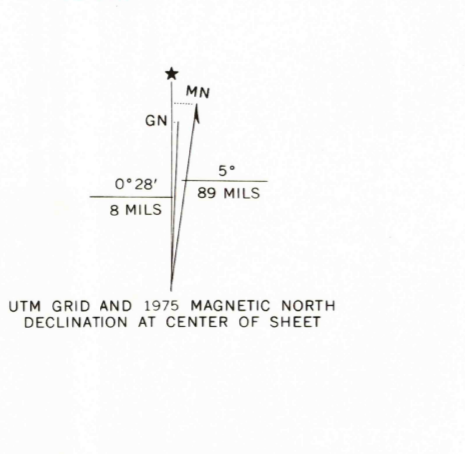 ★
MN
GN
5°
0°28'
89 MILS
8 MILS
UTM GRID AND 1975 MAGNETIC NORTH
DECLINATION AT CENTER OF SHEET